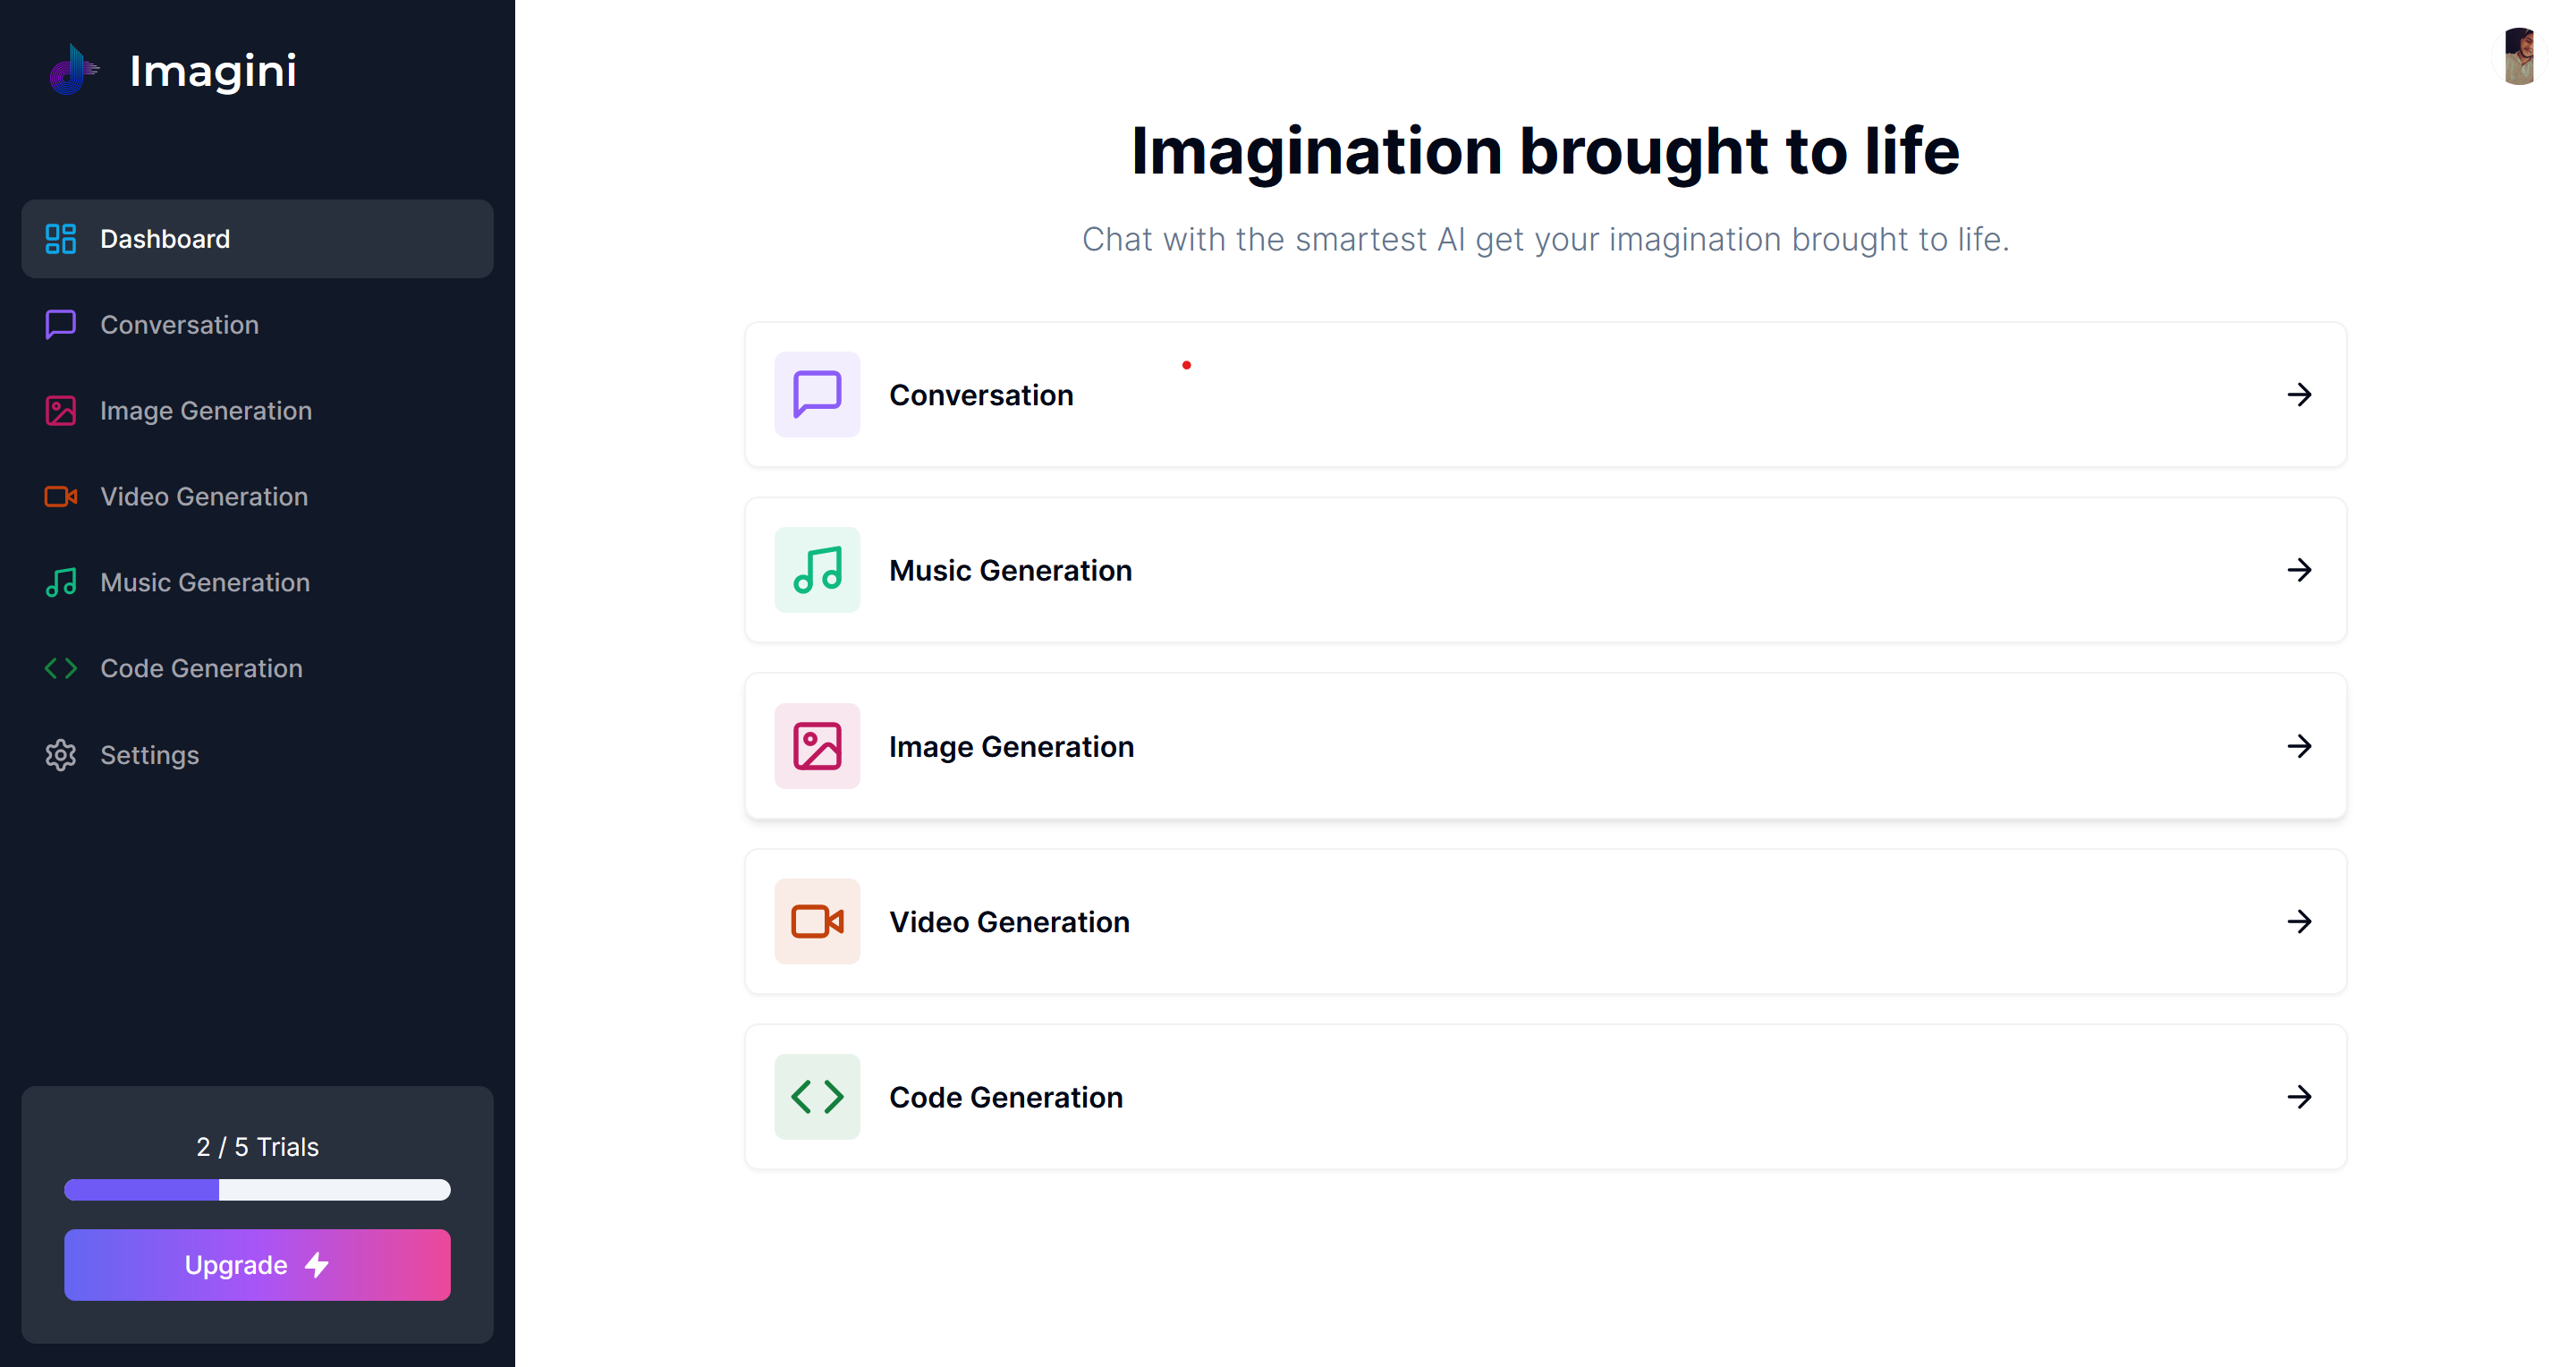 Imagini
Dashboard
Conversation
Image Generation
Video Generation
Music Generation
Code Generation
Settings
2 / 5 Trials
Upgrade
Imagination brought to life
Chat with the smartest AI get your imagination brought to life.
Conversation
Music Generation
Image Generation
Video Generation
Code Generation